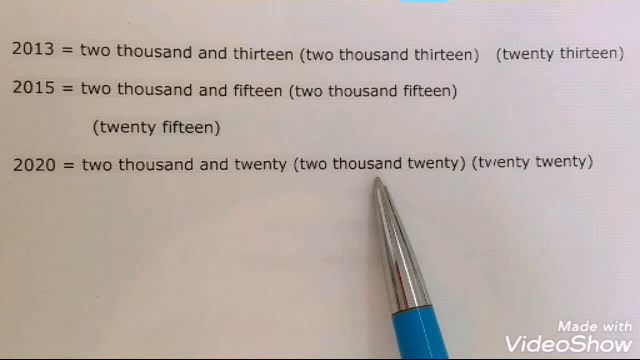 2013 = two thousand and thirteen (two thousand thirteen) (twenty thirteen)
2015 = two thousand and fifteen (two thousand fifteen)
(twenty fifteen)
2020 = two thousand and twenty (two thousand twenty) (twenty twenty)
Made with
VideoShow